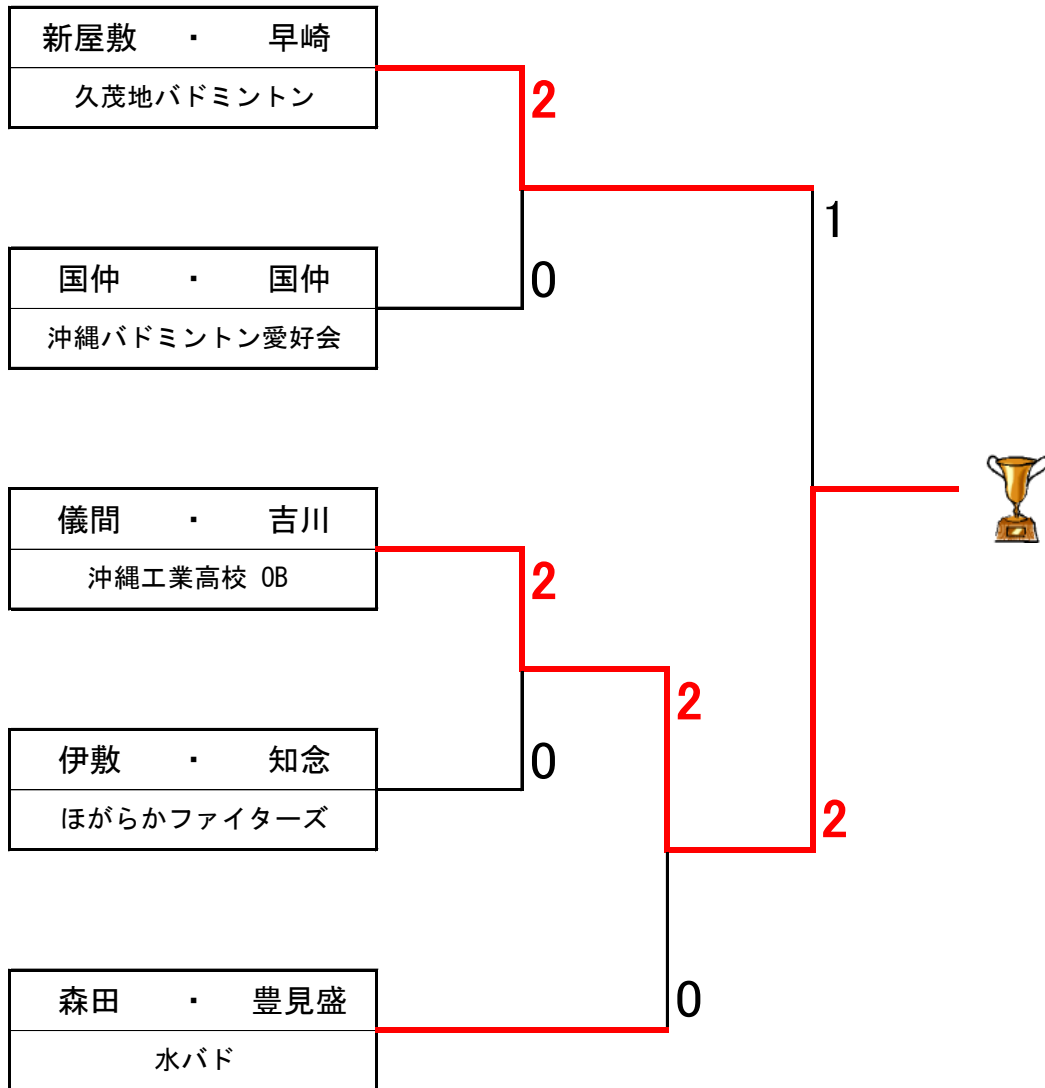 新屋敷 ・ 早崎
久茂地バドミントン
2
1
国仲 ・ 国仲
0
沖縄バドミントン愛好会
儀間 ・ 吉川
沖縄工業高校 OB
2
2
伊敷 ・ 知念
0
ほがらかファイターズ
2
森田 ・ 豊見盛
0
水バド